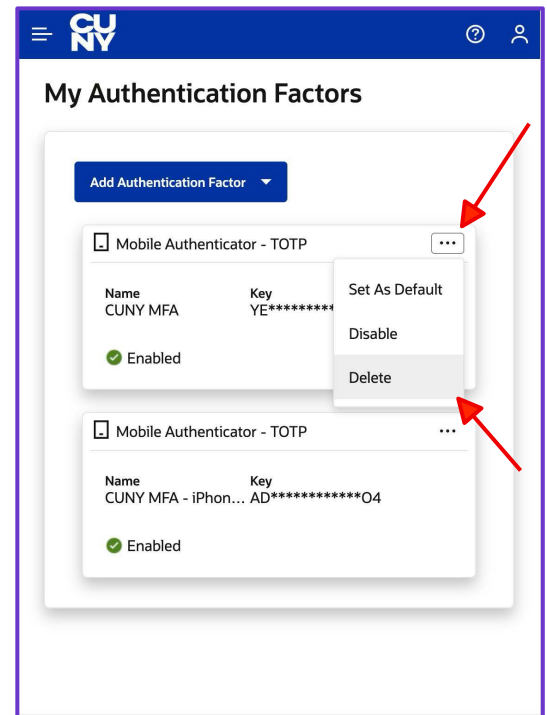 CUNY
My Authentication Factors
Add Authentication Factor
Mobile Authenticator - TOTP
Name Key
CUNY MFA YE*********
Enabled
Set As Default
Disable
Delete
Mobile Authenticator - TOTP
Name Key
CUNY MFA - iPhon... AD************O4
Enabled